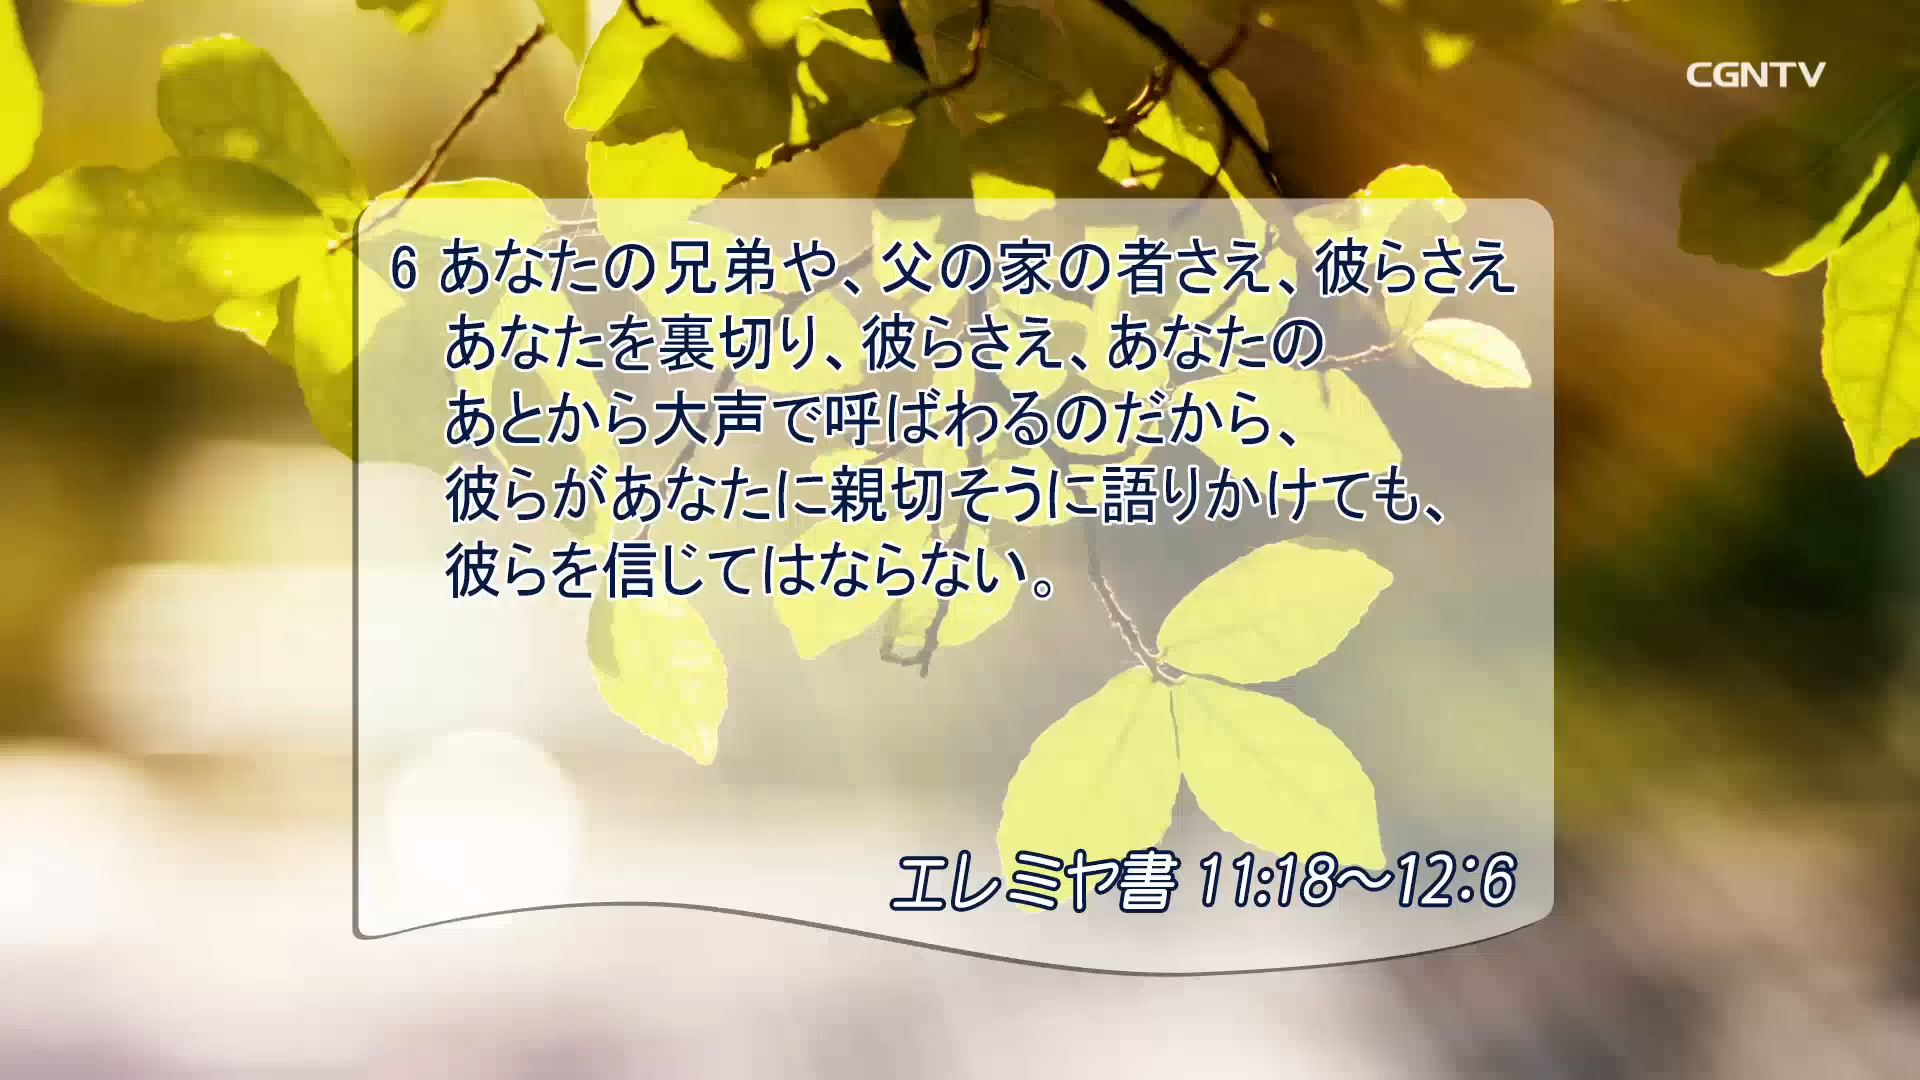 CGNTV
6 あなたの兄弟や、父の家の者さえ、彼らさえ
あなたを裏切り、彼らさえ、あなたの
あとから大声で呼ばわるのだから、
彼らがあなたに親切そうに語りかけても、
彼らを信じてはならない。
エレミヤ書 11:18～12:6